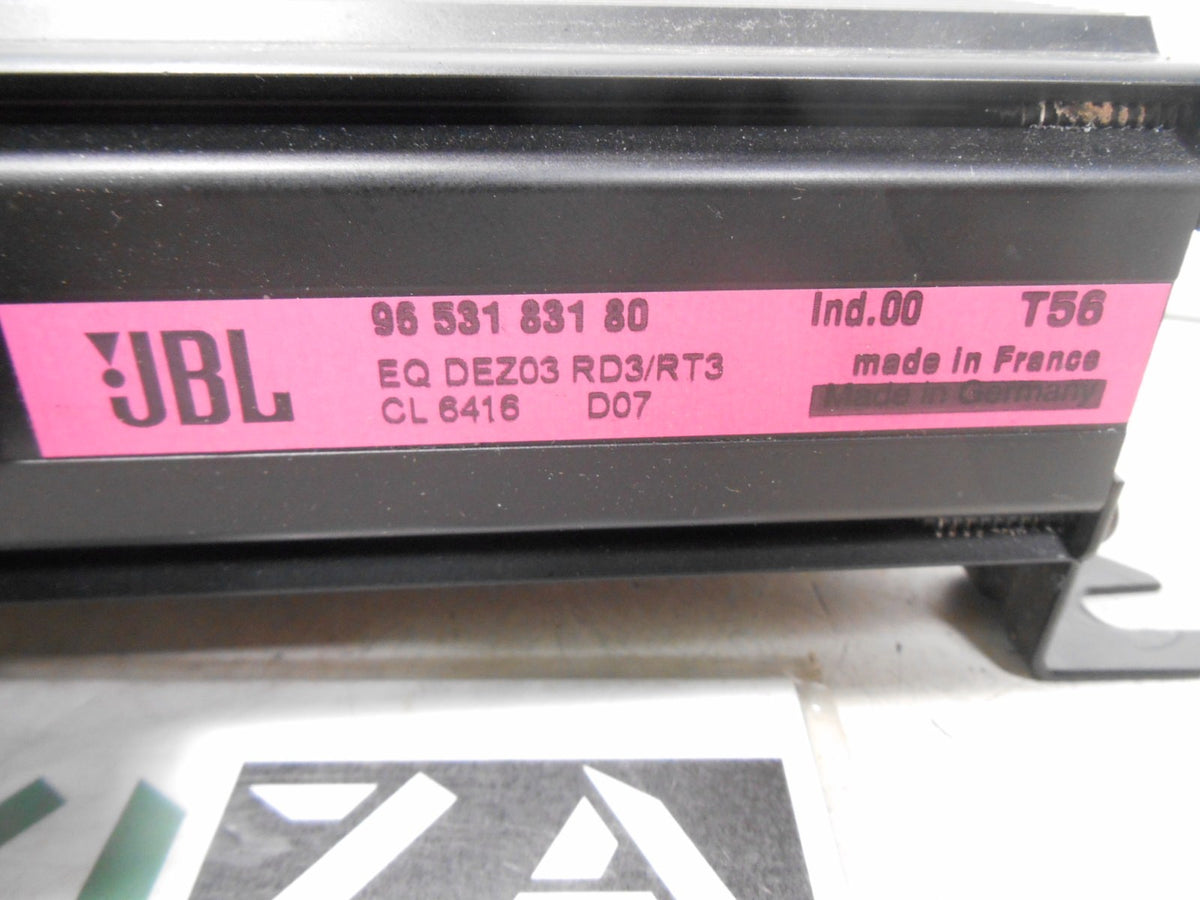 JBL
96 531 831 80
Ind.00 T56
EQ DEZ03 RD3/RT3
made in France
CL 6416 D07
Made in Germany
ZA